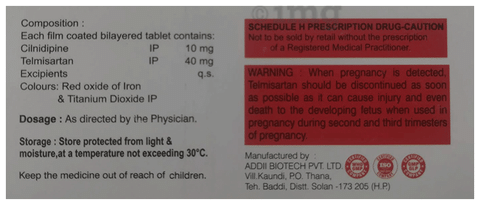 Composition :
Each film coated bilayered tablet contains:
Cilnidipine IP 10 mg
Telmisartan IP 40 mg
Excipients q.s.
Colours: Red oxide of Iron
& Titanium Dioxide IP
Dosage : As directed by the Physician.
Storage : Store protected from light &
moisture,at a temperature not exceeding 30°C.
Keep the medicine out of reach of children.
SCHEDULE H PRESCRIPTION DRUG-CAUTION
Not to be sold by retail without the prescription
of a Registered Medical Practitioner.
WARNING : When pregnancy is detected,
Telmisartan should be discontinued as soon
as possible as it can cause injury and even
death to the developing fetus when used in
pregnancy during second and third trimesters
of pregnancy.
Manufactured by :
ADDII BIOTECH PVT. LTD.
Vill.Kaundi, P.O. Thana,
Teh. Baddi, Distt. Solan -173 205 (H.P.)